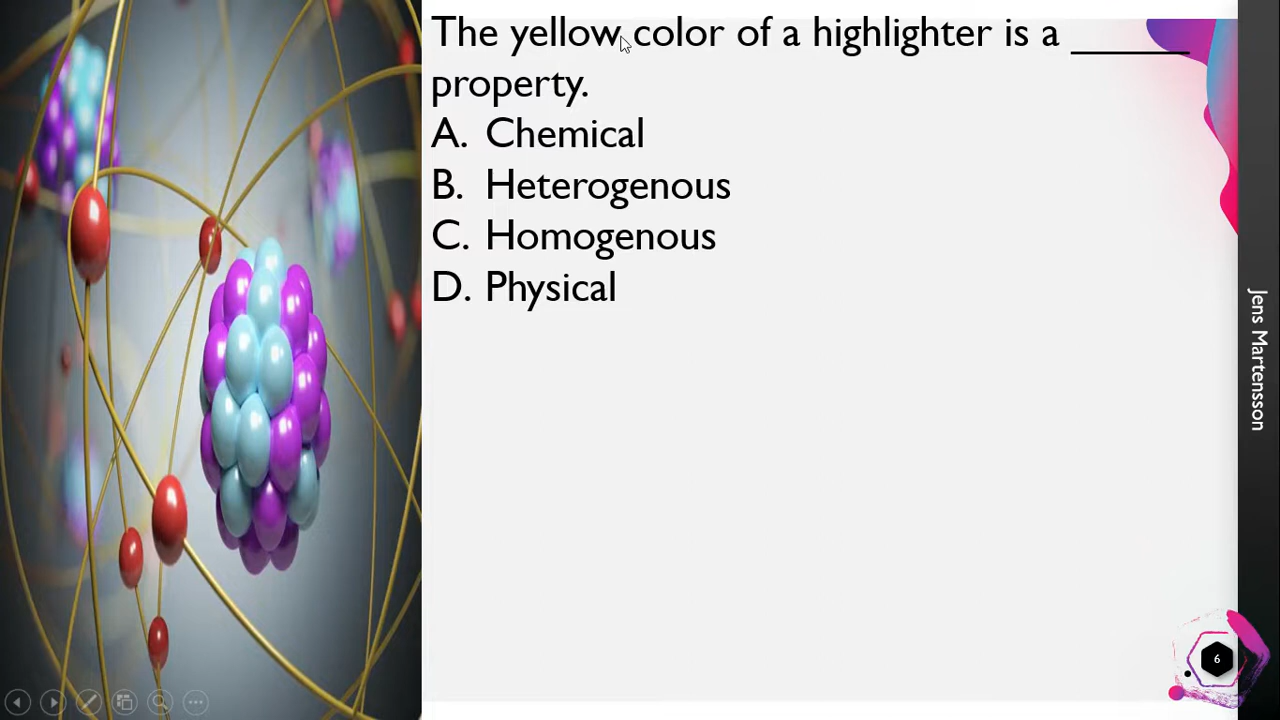 The yellow color of a highlighter is a ______
property.
A. Chemical
B. Heterogenous
C. Homogenous
D. Physical
Jens Martensson
6